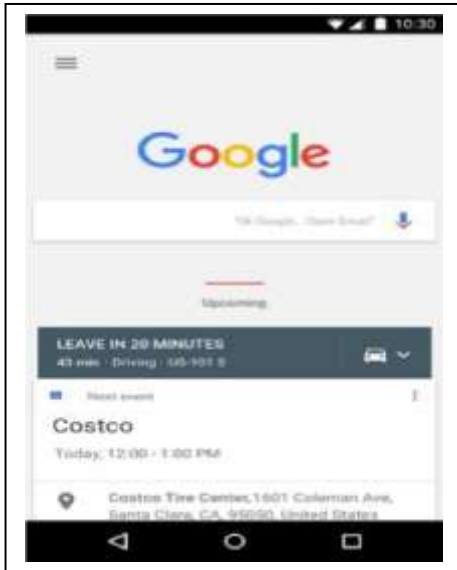 10:30
Google
"Ok Google, Open Email"
Upcoming
LEAVE IN 20 MINUTES
43 min · Driving · US-101 S
Next event
Costco
Today, 12:00 - 1:00 PM
Costco Tire Center, 1601 Coleman Ave,
Santa Clara, CA, 95050, United States